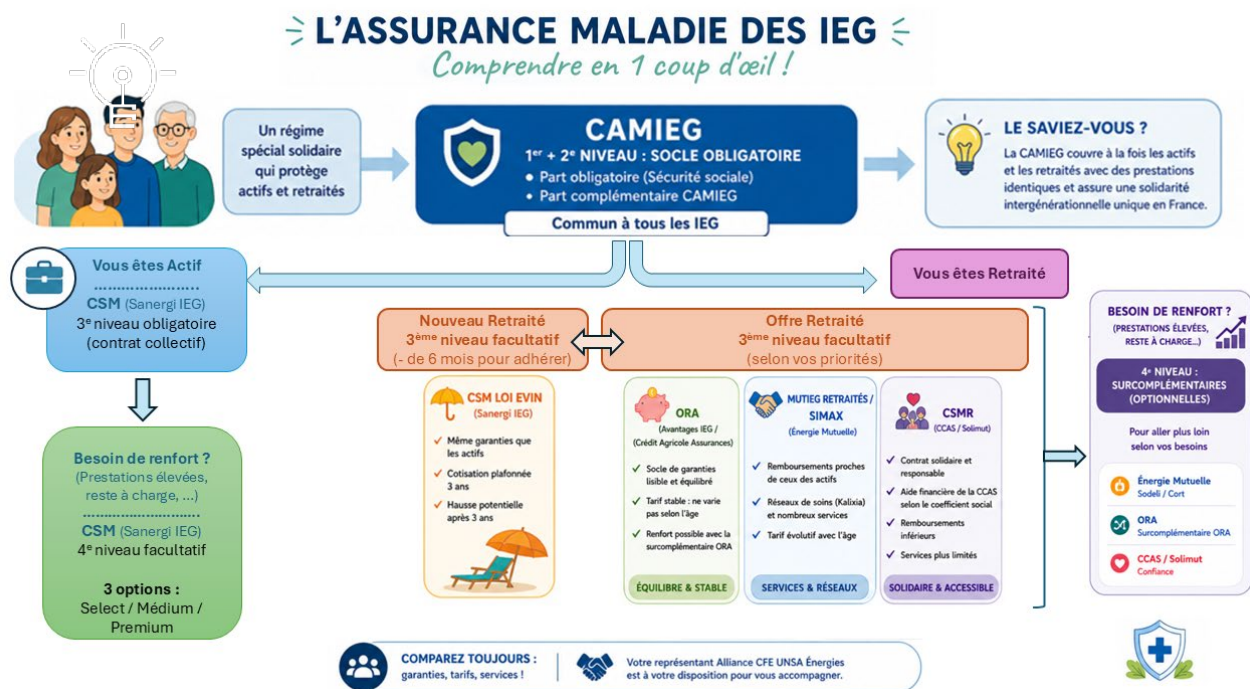 L'ASSURANCE MALADIE DES IEG
Comprendre en 1 coup d'œil !
Un régime
spécial solidaire
qui protège
actifs et retraités
CAMIEG
1er + 2e NIVEAU : SOCLE OBLIGATOIRE
• Part obligatoire (Sécurité sociale)
• Part complémentaire CAMIEG
Commun à tous les IEG
LE SAVIEZ-VOUS ?
La CAMIEG couvre à la fois les actifs
et les retraités avec des prestations
identiques et assure une solidarité
intergénérationnelle unique en France.
Vous êtes Actif
........................
CSM (Sanergi IEG)
3e niveau obligatoire
(contrat collectif)
Besoin de renfort ?
(Prestations élevées,
reste à charge, ...)
..........................
CSM (Sanergi IEG)
4e niveau facultatif
3 options :
Select / Médium /
Premium
Vous êtes Retraité
Nouveau Retraité
3ème niveau facultatif
(- de 6 mois pour adhérer)
Offre Retraité
3ème niveau facultatif
(selon vos priorités)
CSM LOI EVIN
(Sanergi IEG)
✓ Même garanties que
les actifs
✓ Cotisation plafonnée
3 ans
✓ Hausse potentielle
après 3 ans
ORA
(Avantages IEG /
(Crédit Agricole Assurances)
✓ Socle de garanties
lisible et équilibré
✓ Tarif stable : ne varie
pas selon l'âge
✓ Renfort possible avec la
surcomplémentaire ORA
ÉQUILIBRE & STABLE
MUTIEG RETRAITÉS /
SIMAX
(Énergie Mutuelle)
✓ Remboursements proches
de ceux des actifs
✓ Réseaux de soins (Kalixia)
et nombreux services
✓ Tarif évolutif avec l'âge
SERVICES & RÉSEAUX
CSMR
(CCAS / Solimut)
✓ Contrat solidaire et
responsable
✓ Aide financière de la CCAS
selon le coefficient social
✓ Remboursements
inférieurs
✓ Services plus limités
SOLIDAIRE & ACCESSIBLE
BESOIN DE RENFORT ?
(PRESTATIONS ÉLEVÉES,
RESTE À CHARGE...)
4e NIVEAU :
SURCOMPLÉMENTAIRES
(OPTIONNELLES)
Pour aller plus loin
selon vos besoins
Énergie Mutuelle
Sodeli / Cort
ORA
Surcomplémentaire ORA
CCAS / Solimut
Confiance
COMPAREZ TOUJOURS :
garanties, tarifs, services !
Votre représentant Alliance CFE UNSA Énergies
est à votre disposition pour vous accompagner.